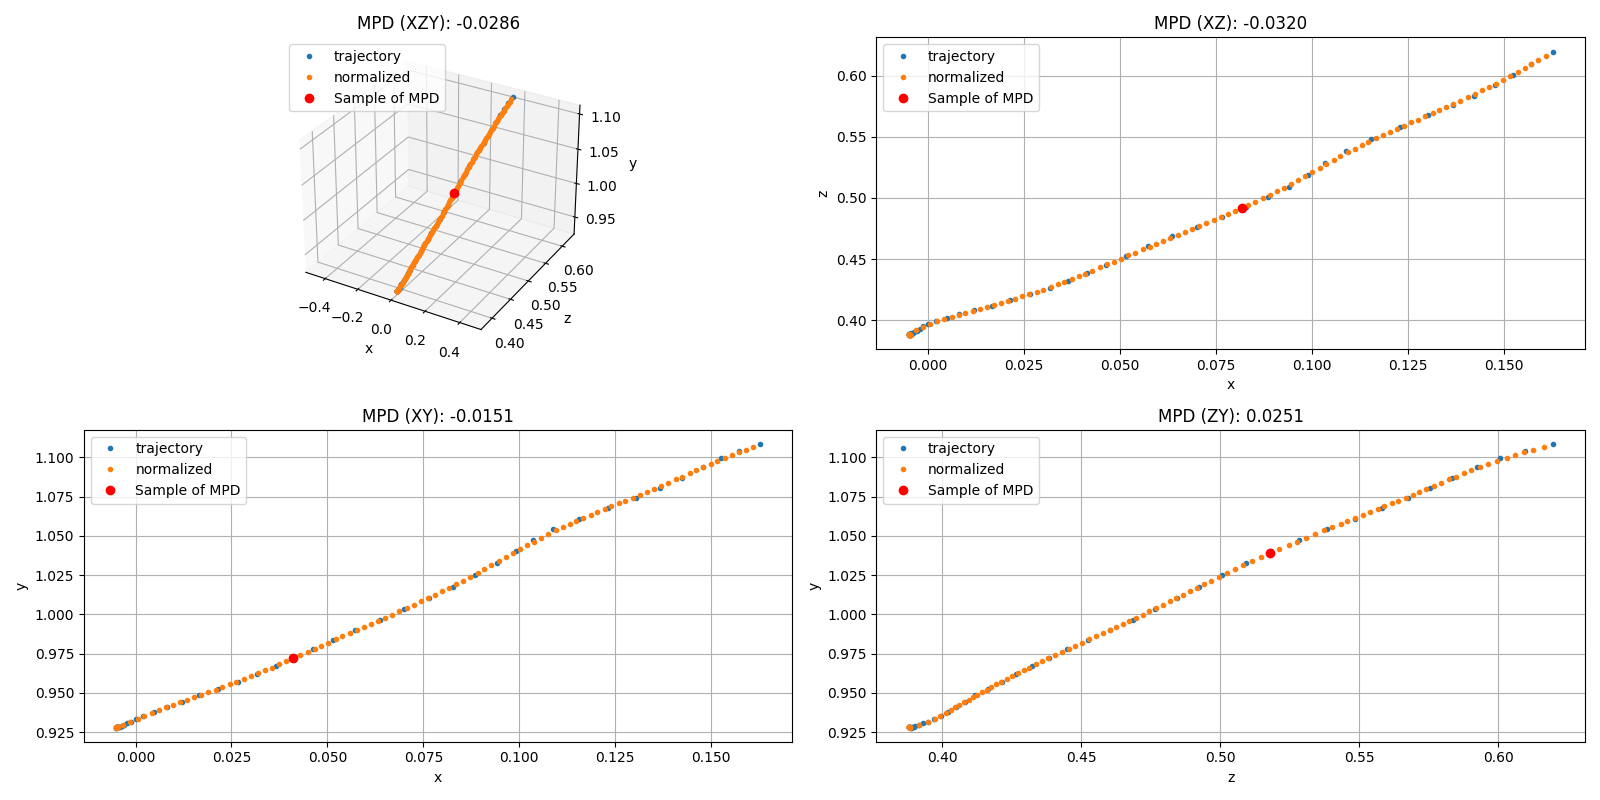 MPD (XZY): -0.0286
trajectory
normalized
Sample of MPD
1.10
1.05
1.00
0.95
y
0.60
0.55
0.50
0.45
0.40
z
−0.4
−0.2
0.0
0.2
0.4
x
MPD (XZ): -0.0320
trajectory
normalized
Sample of MPD
0.60
0.55
0.50
0.45
0.40
z
0.000 0.025 0.050 0.075 0.100 0.125 0.150
x
MPD (XY): -0.0151
trajectory
normalized
Sample of MPD
1.100
1.075
1.050
1.025
1.000
0.975
0.950
0.925
y
0.000 0.025 0.050 0.075 0.100 0.125 0.150
x
MPD (ZY): 0.0251
trajectory
normalized
Sample of MPD
1.100
1.075
1.050
1.025
1.000
0.975
0.950
0.925
y
0.40 0.45 0.50 0.55 0.60
z